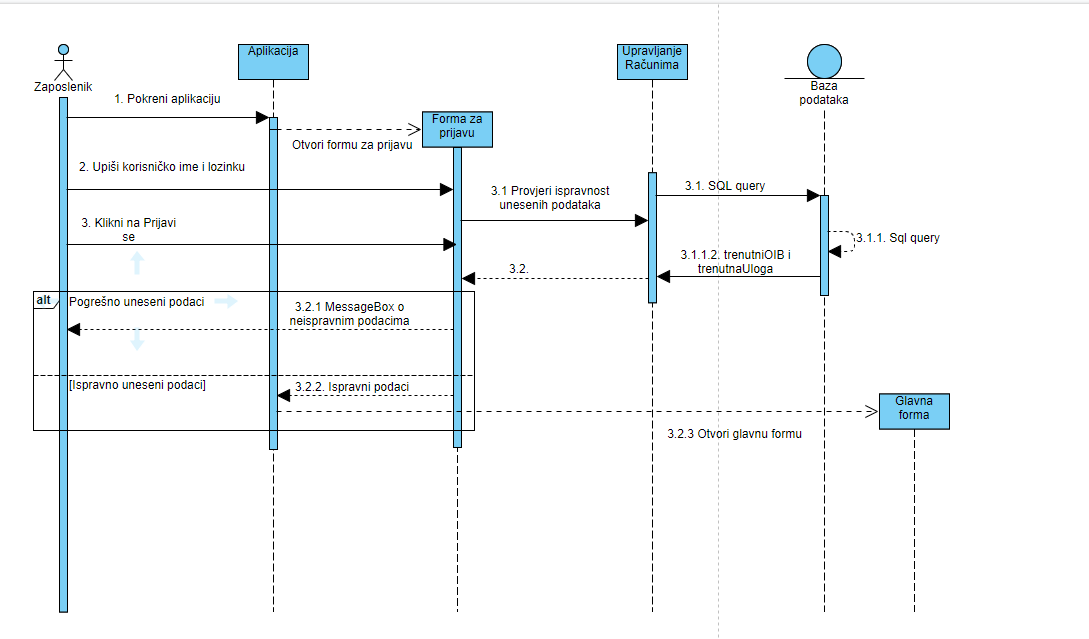 Zaposlenik
Aplikacija
Upravljanje
Računima
Baza
podataka
1. Pokreni aplikaciju
Forma za
prijavu
Otvori formu za prijavu
2. Upiši korisničko ime i lozinku
3.1 Provjeri ispravnost
unesenih podataka
3.1. SQL query
3. Klikni na Prijavi
se
3.1.1. Sql query
3.1.1.2. trenutniOIB i
trenutnaUloga
3.2.
alt
Pogrešno uneseni podaci
3.2.1 MessageBox o
neispravnim podacima
[Ispravno uneseni podaci]
3.2.2. Ispravni podaci
Glavna
forma
3.2.3 Otvori glavnu formu